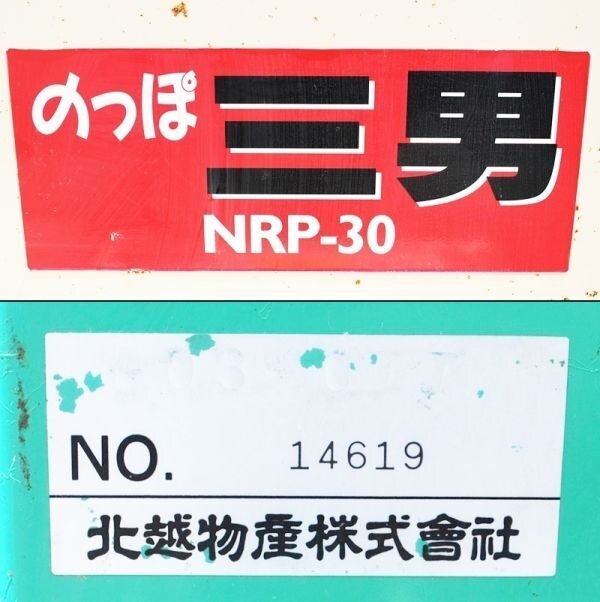 のっぽ三男
NRP-30
NO. 14619
北越物産株式會社